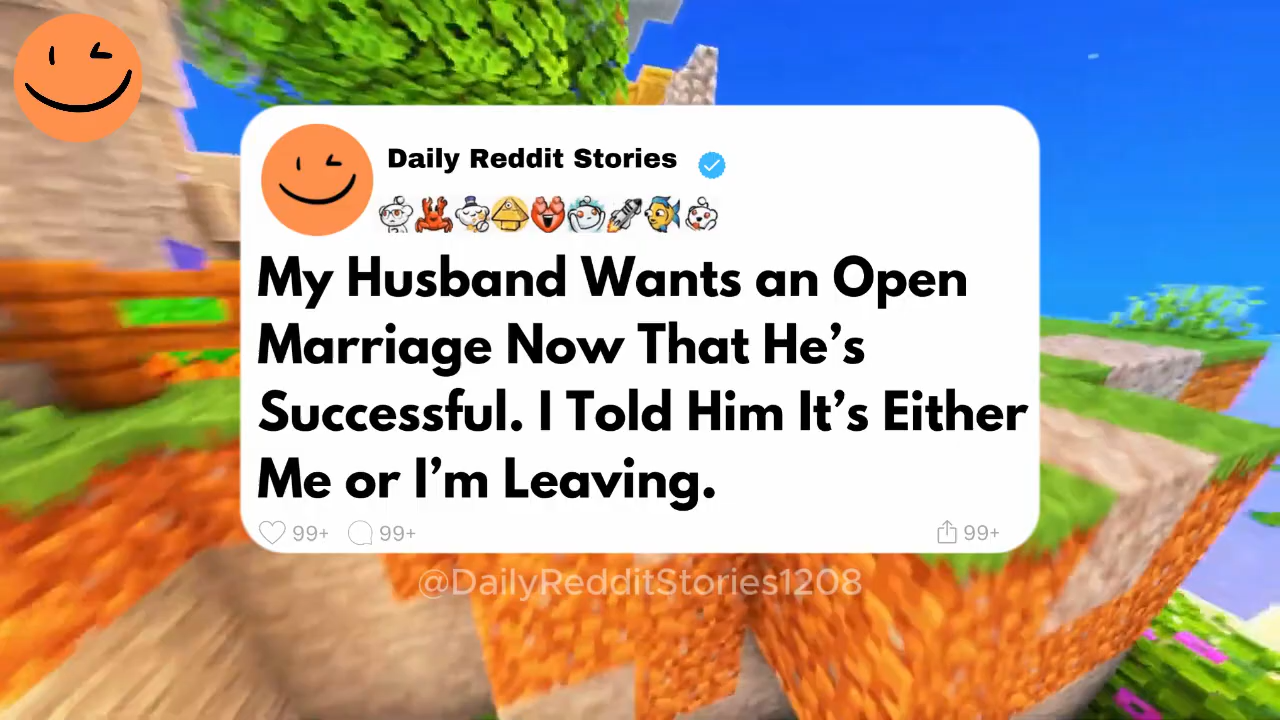 Daily Reddit Stories
My Husband Wants an Open
Marriage Now That He’s
Successful. I Told Him It’s Either
Me or I’m Leaving.
99+ 99+ 99+
@DailyRedditStories1208